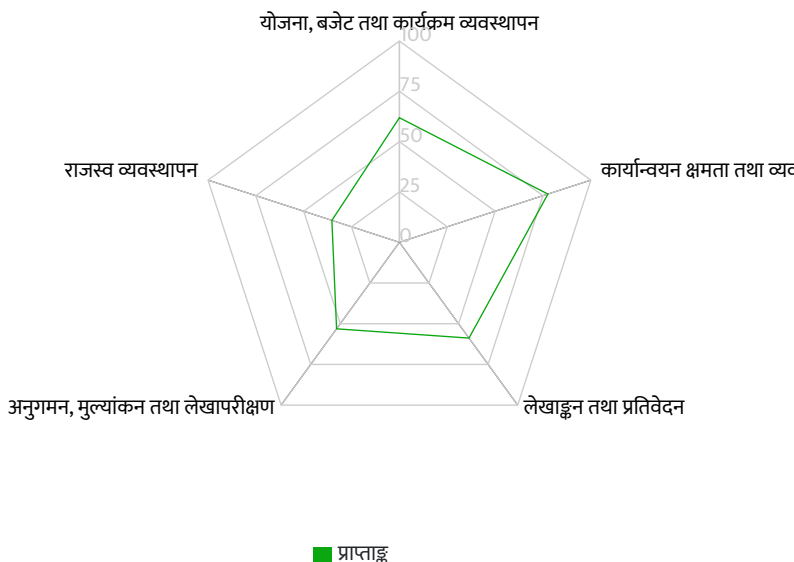 योजना, बजेट तथा कार्यक्रम व्यवस्थापन
100
75
राजस्व व्यवस्थापन
कार्यान्वयन क्षमता तथा
50
25
0
अनुगमन, मुल्यांकन तथा लेखापरीक्षण
लेखाङ्कन तथा प्रतिवेदन
प्राप्ताङ्क